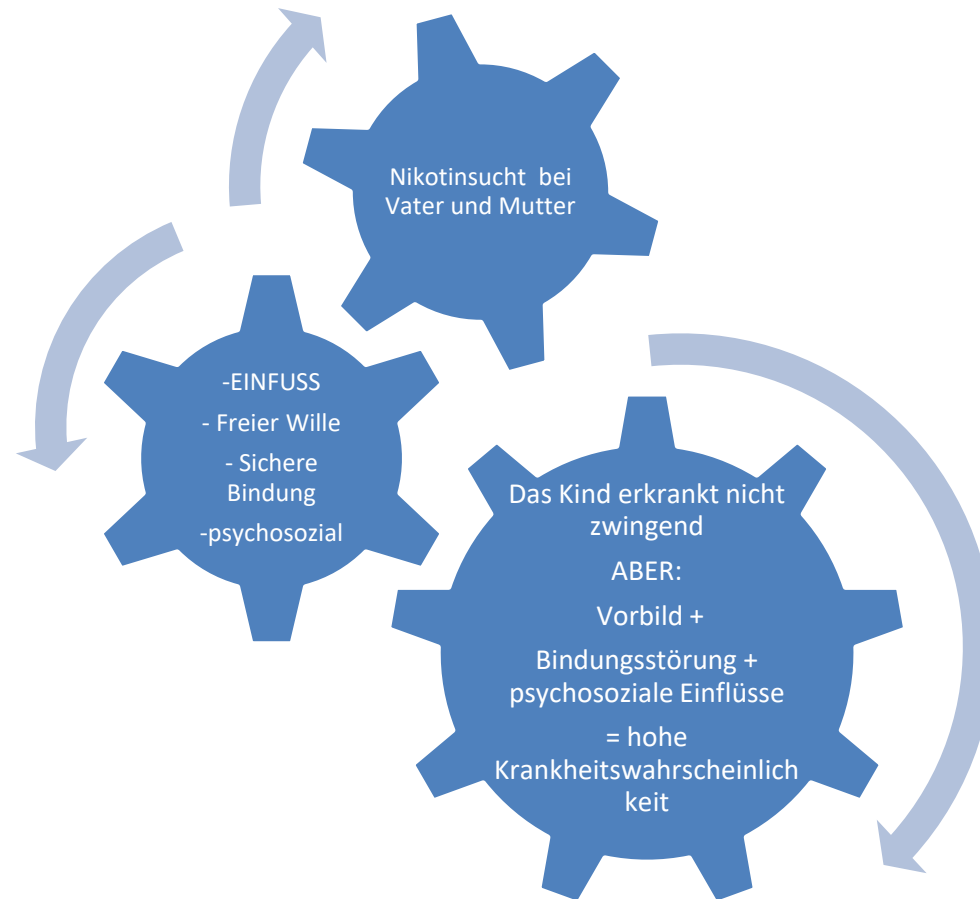 Nikotinsucht bei
Vater und Mutter
-EINFUSS
- Freier Wille
- Sichere
Bindung
-psychosozial
Das Kind erkrankt nicht
zwingend
ABER:
Vorbild +
Bindungsstörung +
psychosoziale Einflüsse
= hohe
Krankheitswahrscheinlich
keit